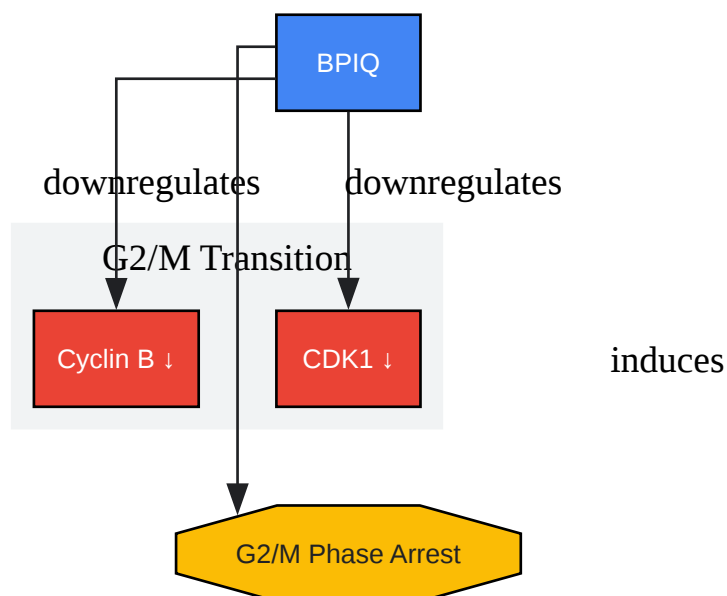 BPIQ
downregulates
downregulates
G2/M Transition
Cyclin B ↓
CDK1 ↓
induces
G2/M Phase Arrest